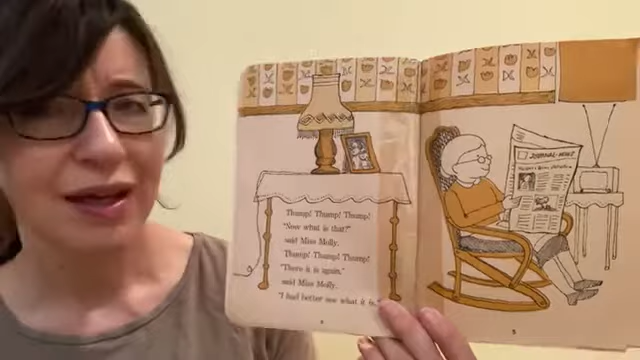 Thump! Thump! Thump!
"Now what is that?"
said Miss Molly.
Thump! Thump! Thump!
"There it is again,"
said Miss Molly.
"I had better see what it is
JOURNAL-NEWS